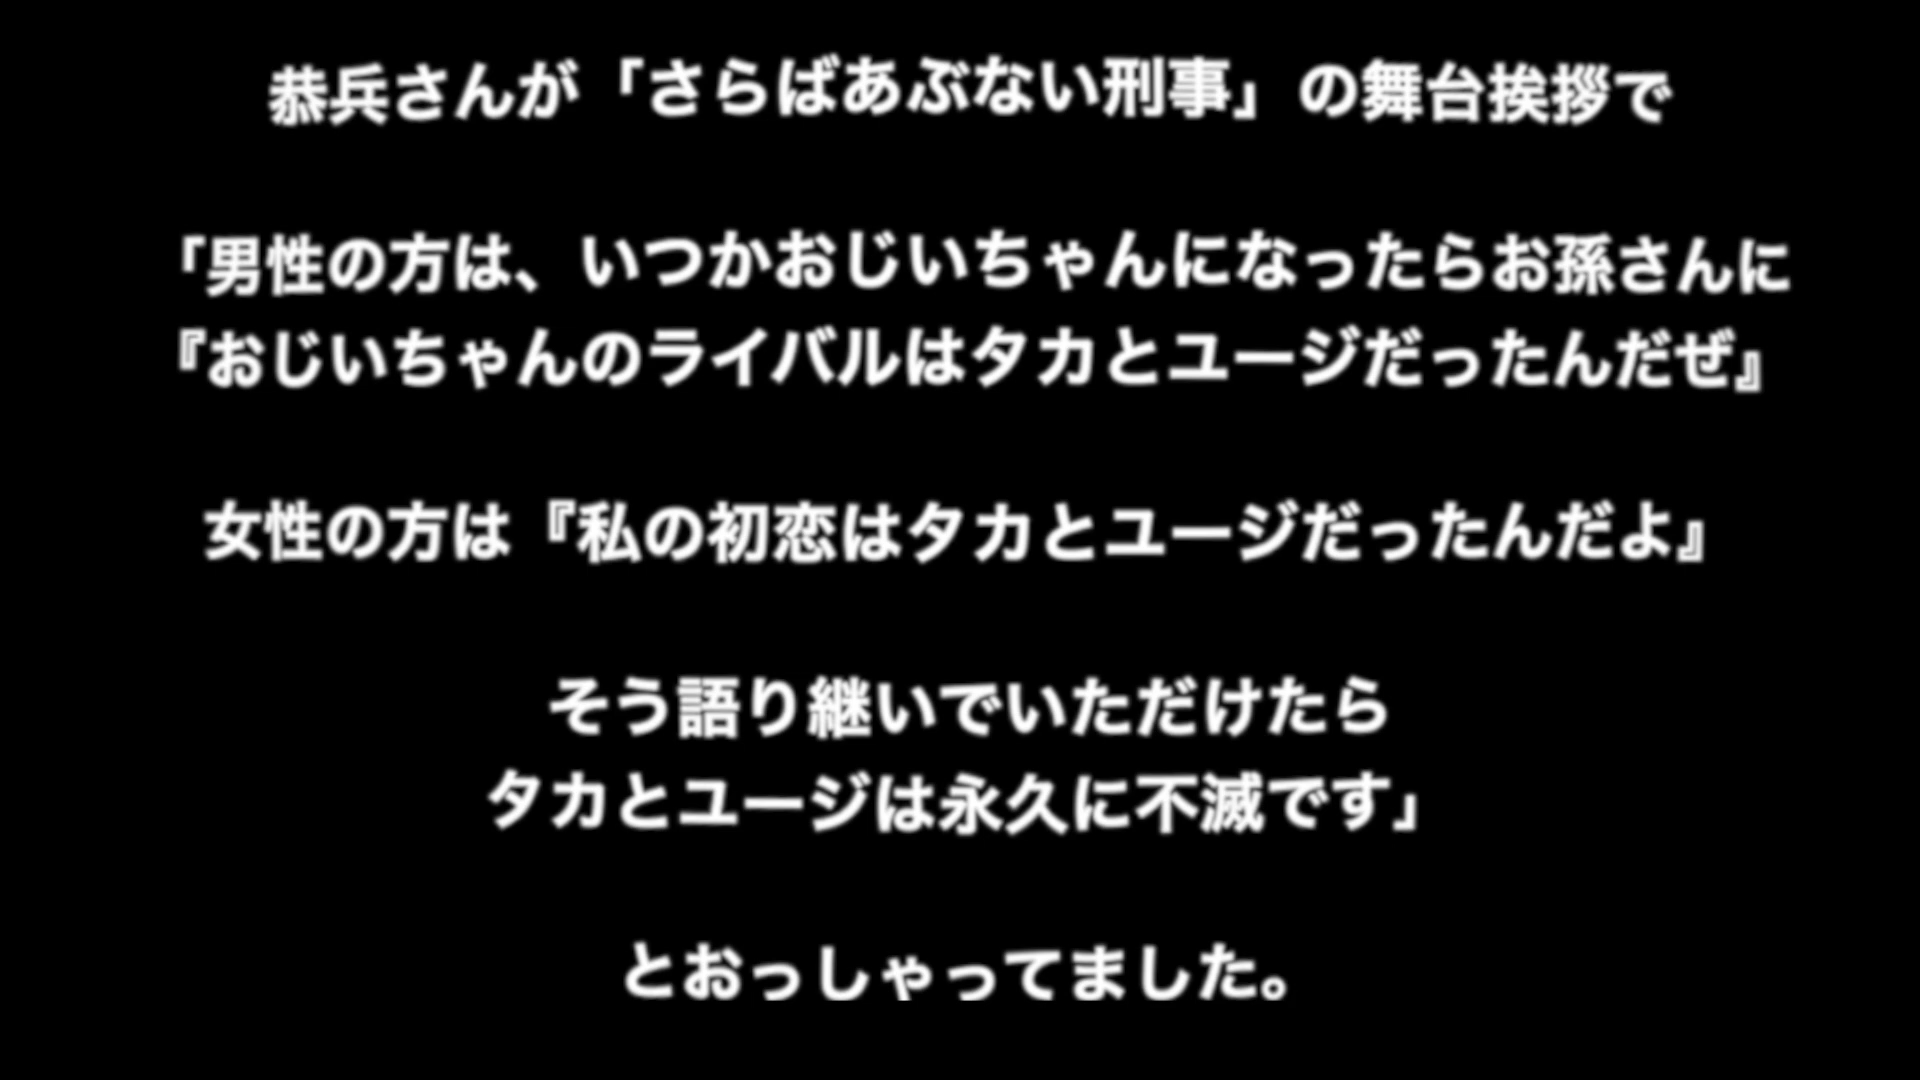 恭兵さんが「さらばあぶない刑事」の舞台挨拶で
「男性の方は、いつかおじいちゃんになったらお孫さんに
『おじいちゃんのライバルはタカとユージだったんだぜ』
女性の方は『私の初恋はタカとユージだったんだよ』
そう語り継いでいただけたら
タカとユージは永久に不滅です」
とおっしゃってました。